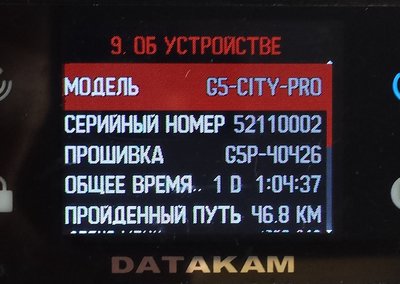 9. ОБ УСТРОЙСТВЕ
МОДЕЛЬ G5-CITY-PRO
СЕРИЙНЫЙ НОМЕР 52110002
ПРОШИВКА G5P-40426
ОБЩЕЕ ВРЕМЯ.. 1 D 1:04:37
ПРОЙДЕННЫЙ ПУТЬ 46.8 KM
DATAKAM